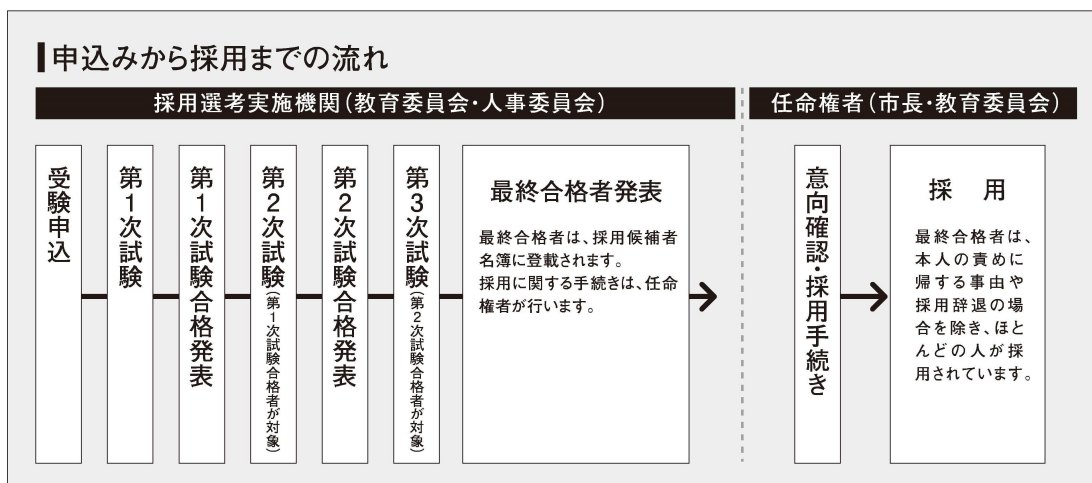 申込みから採用までの流れ
採用選考実施機関（教育委員会・人事委員会）
任命権者（市長・教育委員会）
受験申込
第1次試験
第1次試験合格発表
第2次試験（第1次試験合格者が対象）
第2次試験合格発表
第3次試験（第2次試験合格者が対象）
最終合格者発表
最終合格者は、採用候補者
名簿に登載されます。
採用に関する手続きは、任命
権者が行います。
意向確認・採用手続き
採　用
最終合格者は、
本人の責めに
帰する事由や
採用辞退の場
合を除き、ほと
んどの人が採
用されています。